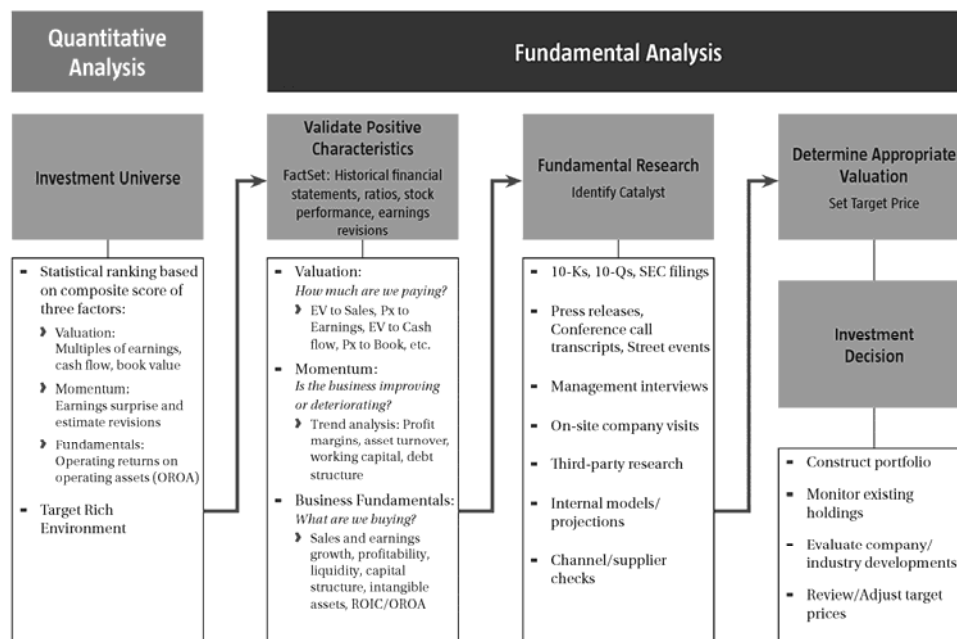 Quantitative
Analysis
Fundamental Analysis
Investment Universe
- Statistical ranking based
on composite score of
three factors:
❯ Valuation:
Multiples of earnings,
cash flow, book value
❯ Momentum:
Earnings surprise and
estimate revisions
❯ Fundamentals:
Operating returns on
operating assets (OROA)
- Target Rich
Environment
Validate Positive
Characteristics
FactSet: Historical financial
statements, ratios, stock
performance, earnings
revisions
- Valuation:
How much are we paying?
❯ EV to Sales, Px to
Earnings, EV to Cash
flow, Px to Book, etc.
- Momentum:
Is the business improving
or deteriorating?
❯ Trend analysis: Profit
margins, asset turnover,
working capital, debt
structure
- Business Fundamentals:
What are we buying?
❯ Sales and earnings
growth, profitability,
liquidity, capital
structure, intangible
assets, ROIC/OROA
Fundamental Research
Identify Catalyst
- 10-Ks, 10-Qs, SEC filings
- Press releases,
Conference call
transcripts, Street events
- Management interviews
- On-site company visits
- Third-party research
- Internal models/
projections
- Channel/supplier
checks
Determine Appropriate
Valuation
Set Target Price
Investment
Decision
- Construct portfolio
- Monitor existing
holdings
- Evaluate company/
industry developments
- Review/Adjust target
prices